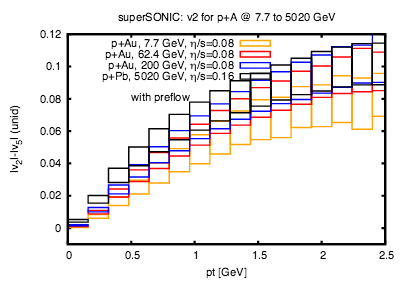 superSONIC: v2 for p+A @ 7.7 to 5020 GeV
0.12
p+Au, 7.7 GeV, η/s=0.08
p+Au, 62.4 GeV, η/s=0.08
p+Au, 200 GeV, η/s=0.08
p+Pb, 5020 GeV, η/s=0.16
0.1
with preflow
0.08
|v₂|-|v₅| (unid)
0.06
0.04
0.02
0
0 0.5 1 1.5 2 2.5
pt [GeV]